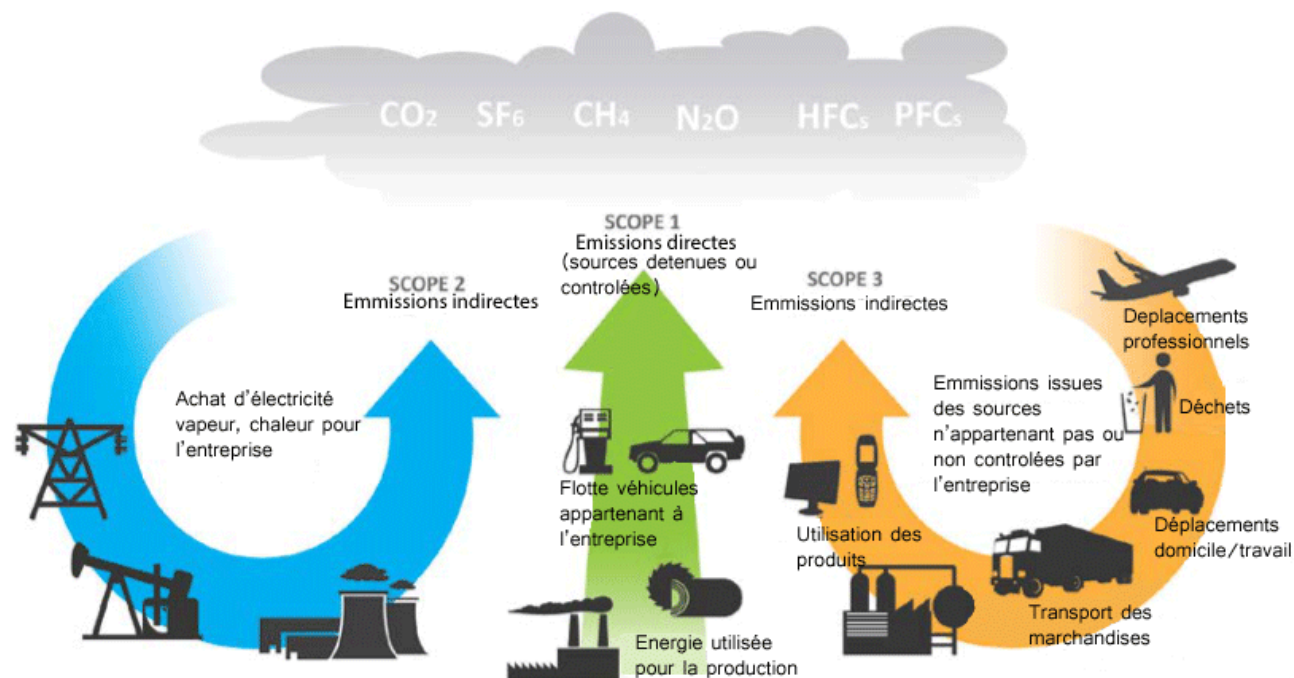 CO2 SF6 CH4 N2O HFCs PFCs
SCOPE 1
Emissions directes
(sources detenues ou
controlées)
SCOPE 2
Emmissions indirectes
SCOPE 3
Emmissions indirectes
Achat d'électricité
vapeur, chaleur pour
l'entreprise
Flotte véhicules
appartenant à
l'entreprise
Energie utilisée
pour la production
Emmissions issues
des sources
n'appartenant pas ou
non controlées par
l'entreprise
Deplacements
professionnels
Déchets
Déplacements
domicile/travail
Transport des
marchandises
Utilisation des
produits